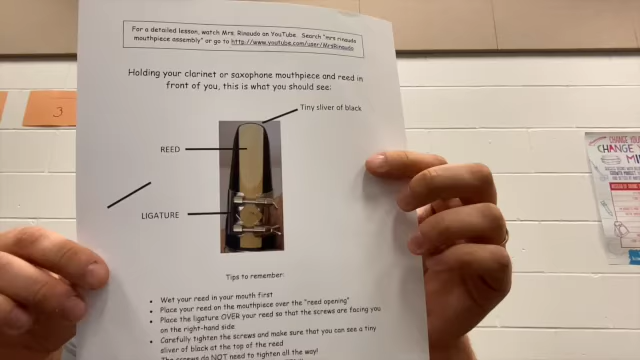 For a detailed lesson, watch Mrs. Rinaudo on YouTube. Search "mrs rinaudo
mouthpiece assembly" or go to http://www.youtube.com/user/MrsRinaudo
Holding your clarinet or saxophone mouthpiece and reed in
front of you, this is what you should see:
Tiny sliver of black
REED
LIGATURE
Tips to remember:
• Wet your reed in your mouth first
• Place your reed on the mouthpiece over the "reed opening"
• Place the ligature OVER your reed so that the screws are facing you
on the right-hand side
• Carefully tighten the screws and make sure that you can see a tiny
sliver of black at the top of the reed
The screws do NOT need to tighten all the way!
3
CHANGE YOUR